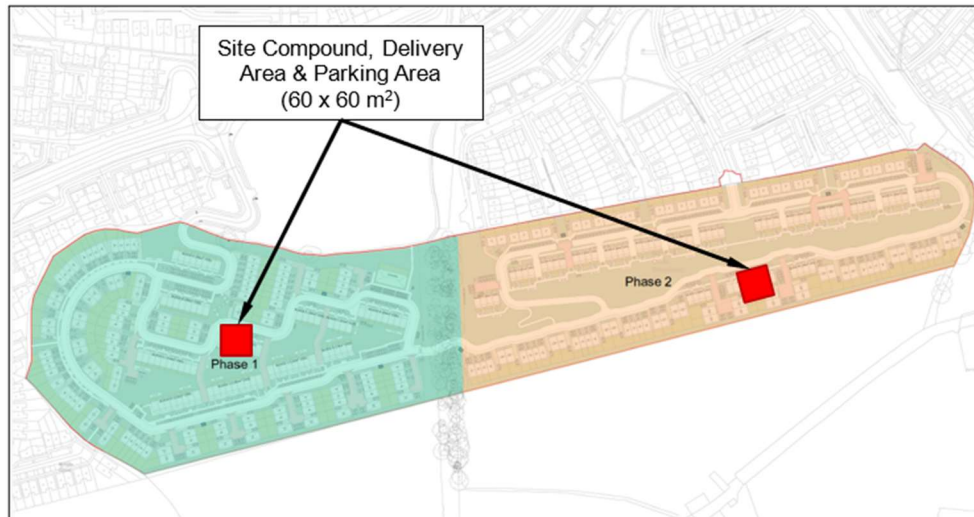 Site Compound, Delivery
Area & Parking Area
(60 x 60 m²)
Phase 2
Phase 1